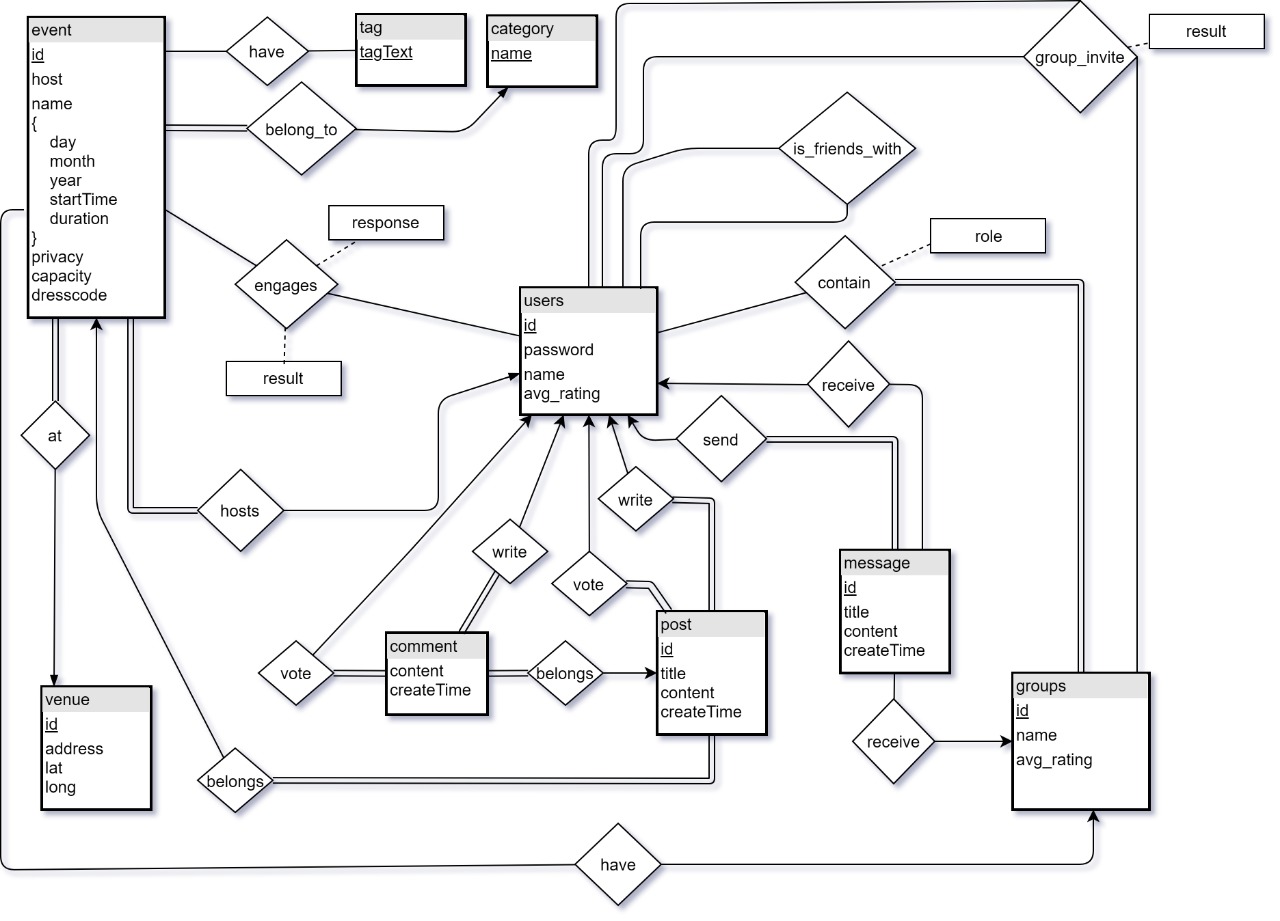 event
id
host
name
{
day
month
year
startTime
duration
}
privacy
capacity
dresscode
have
tag
tagText
category
name
belong_to
group_invite
result
is_friends_with
response
engages
result
role
contain
users
id
password
name
avg_rating
receive
send
at
hosts
write
write
vote
vote
message
id
title
content
createTime
comment
content
createTime
belongs
post
id
title
content
createTime
groups
id
name
avg_rating
receive
venue
id
address
lat
long
belongs
have